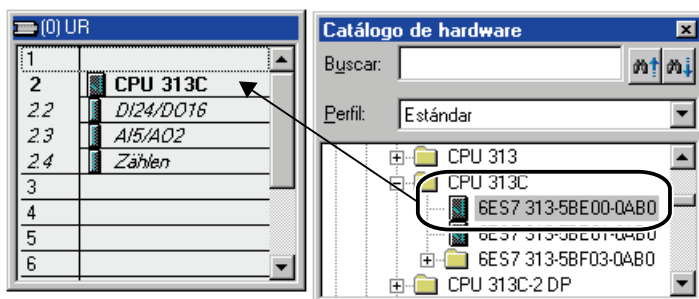 (0) UR
1
2 CPU 313C
2.2 DI24/DO16
2.3 AI5/AO2
2.4 Zählen
3
4
5
6
Catálogo de hardware
Buscar:
Perfil: Estándar
CPU 313
CPU 313C
6ES7 313-5BE00-0AB0
6ES7 313-5BE01-0AB0
6ES7 313-5BF03-0AB0
CPU 313C-2 DP